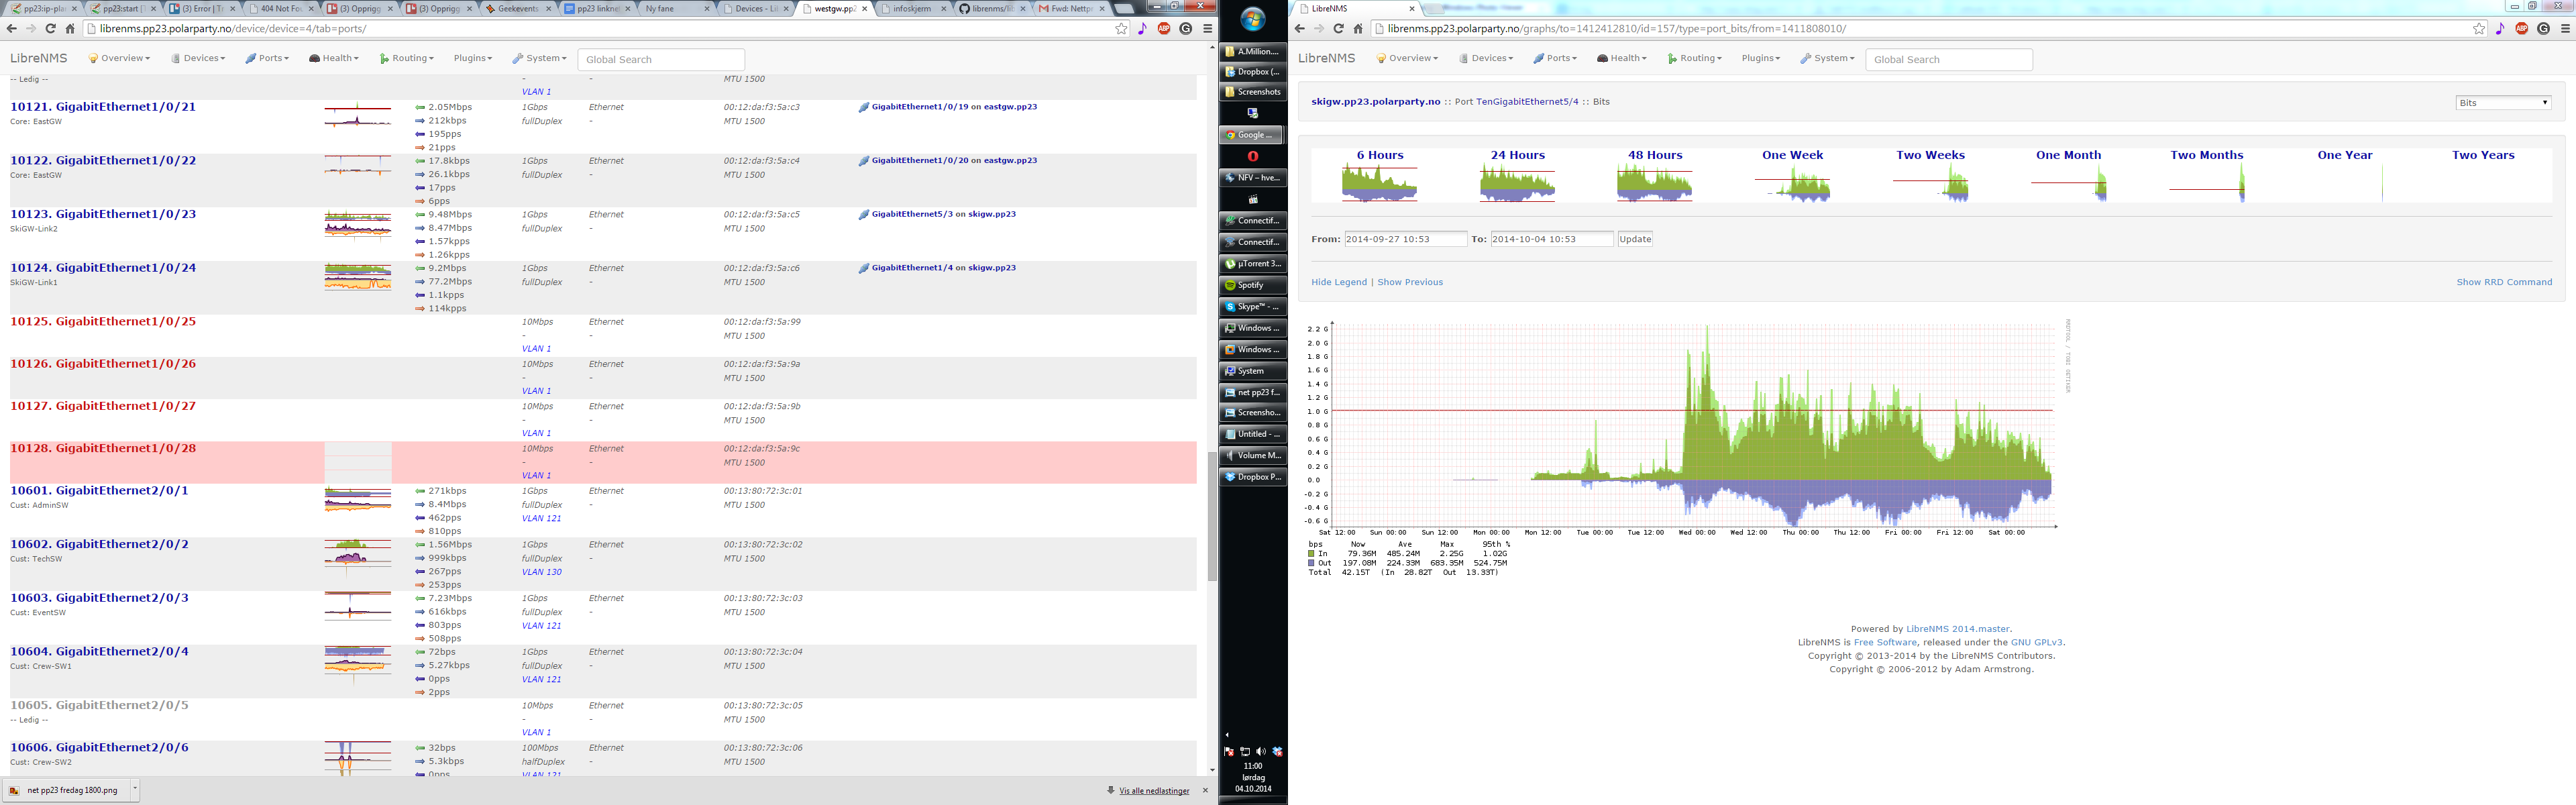 pp23:ip-pla
pp23:start [T
(3) Error | Tr
404 Not Fou
(3) Opprigg
(3) Opprigg
Geekevents
pp23 linknet
Ny fane
Devices - Li
westgw.pp2
infoskjerm
librenms/lib
Fwd: Nettpr
librenms.pp23.polarparty.no/device/device=4/tab=ports/
LibreNMS Overview Devices Ports Health Routing Plugins System Global Search
-- Ledig -- - - MTU 1500
VLAN 1
10121. GigabitEthernet1/0/21 2.05Mbps 1Gbps Ethernet 00:12:da:f3:5a:c3 GigabitEthernet1/0/19 on eastgw.pp23
Core: EastGW 212kbps fullDuplex - MTU 1500
195pps
21pps
10122. GigabitEthernet1/0/22 17.8kbps 1Gbps Ethernet 00:12:da:f3:5a:c4 GigabitEthernet1/0/20 on eastgw.pp23
Core: EastGW 26.1kbps fullDuplex - MTU 1500
17pps
6pps
10123. GigabitEthernet1/0/23 9.48Mbps 1Gbps Ethernet 00:12:da:f3:5a:c5 GigabitEthernet5/3 on skigw.pp23
SkiGW-Link2 8.47Mbps fullDuplex - MTU 1500
1.57kpps
1.26kpps
10124. GigabitEthernet1/0/24 9.2Mbps 1Gbps Ethernet 00:12:da:f3:5a:c6 GigabitEthernet1/4 on skigw.pp23
SkiGW-Link1 77.2Mbps fullDuplex - MTU 1500
1.1kpps
114kpps
10125. GigabitEthernet1/0/25 10Mbps Ethernet 00:12:da:f3:5a:99
- - MTU 1500
VLAN 1
10126. GigabitEthernet1/0/26 10Mbps Ethernet 00:12:da:f3:5a:9a
- - MTU 1500
VLAN 1
10127. GigabitEthernet1/0/27 10Mbps Ethernet 00:12:da:f3:5a:9b
- - MTU 1500
VLAN 1
10128. GigabitEthernet1/0/28 10Mbps Ethernet 00:12:da:f3:5a:9c
- - MTU 1500
VLAN 1
10601. GigabitEthernet2/0/1 271kbps 1Gbps Ethernet 00:13:80:72:3c:01
Cust: AdminSW 8.4Mbps fullDuplex - MTU 1500
462pps VLAN 121
810pps
10602. GigabitEthernet2/0/2 1.56Mbps 1Gbps Ethernet 00:13:80:72:3c:02
Cust: TechSW 999kbps fullDuplex - MTU 1500
267pps VLAN 130
253pps
10603. GigabitEthernet2/0/3 7.23Mbps 1Gbps Ethernet 00:13:80:72:3c:03
Cust: EventSW 616kbps fullDuplex - MTU 1500
803pps VLAN 121
508pps
10604. GigabitEthernet2/0/4 72bps 1Gbps Ethernet 00:13:80:72:3c:04
Cust: Crew-SW1 5.27kbps fullDuplex - MTU 1500
0pps VLAN 121
2pps
10605. GigabitEthernet2/0/5 10Mbps Ethernet 00:13:80:72:3c:05
-- Ledig -- - - MTU 1500
VLAN 1
10606. GigabitEthernet2/0/6 32bps 100Mbps Ethernet 00:13:80:72:3c:06
Cust: Crew-SW2 5.3kbps halfDuplex - MTU 1500
0pps VLAN 121
net pp23 fredag 1800.png
Vis alle nedlastinger
A.Million....
Dropbox (...
Screenshots
Google ...
NFV – hve...
Connectif...
Connectif...
µTorrent 3...
Spotify
Skype™ - ...
Windows ...
Windows ...
System
net pp23 f...
Screensho...
Untitled - ...
Volume M...
Dropbox P...
11:00
lørdag
04.10.2014
LibreNMS
librenms.pp23.polarparty.no/graphs/to=1412412810/id=157/type=port_bits/from=1411808010/
LibreNMS Overview Devices Ports Health Routing Plugins System Global Search
skigw.pp23.polarparty.no :: Port TenGigabitEthernet5/4 :: Bits
Bits
6 Hours 24 Hours 48 Hours One Week Two Weeks One Month Two Months One Year Two Years
From: 2014-09-27 10:53 To: 2014-10-04 10:53 Update
Hide Legend | Show Previous
Show RRD Command
RRDTOOL / TOBI OETIKER
2.2 G
2.0 G
1.8 G
1.6 G
1.4 G
1.2 G
1.0 G
0.8 G
0.6 G
0.4 G
0.2 G
0.0
-0.2 G
-0.4 G
-0.6 G
Sat 12:00 Sun 00:00 Sun 12:00 Mon 00:00 Mon 12:00 Tue 00:00 Tue 12:00 Wed 00:00 Wed 12:00 Thu 00:00 Thu 12:00 Fri 00:00 Fri 12:00 Sat 00:00
bps Now Ave Max 95th %
In 79.36M 485.24M 2.25G 1.02G
Out 197.08M 224.33M 683.35M 524.75M
Total 42.15T (In 28.82T Out 13.33T)
Powered by LibreNMS 2014.master.
LibreNMS is Free Software, released under the GNU GPLv3.
Copyright © 2013-2014 by the LibreNMS Contributors.
Copyright © 2006-2012 by Adam Armstrong.